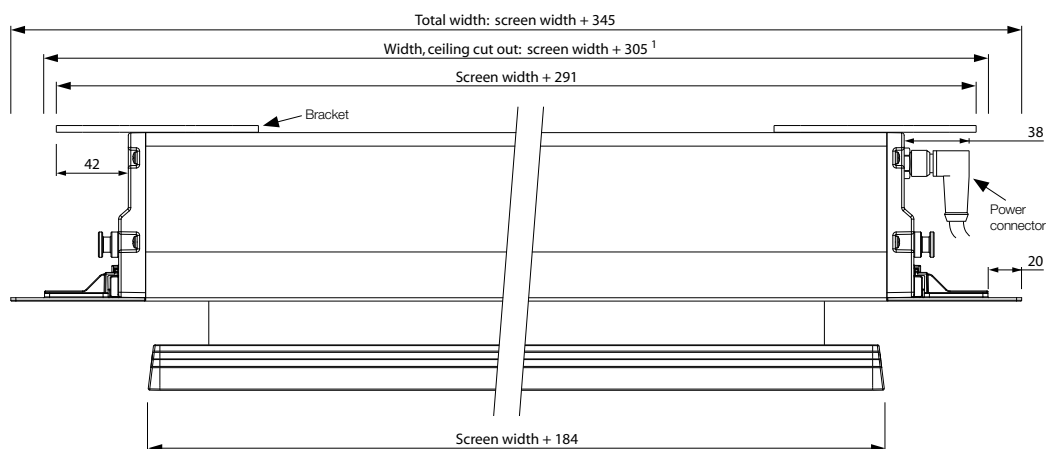 Total width: screen width + 345
Width, ceiling cut out: screen width + 305 1
Screen width + 291
Bracket
38
42
Power
connector
20
Screen width + 184